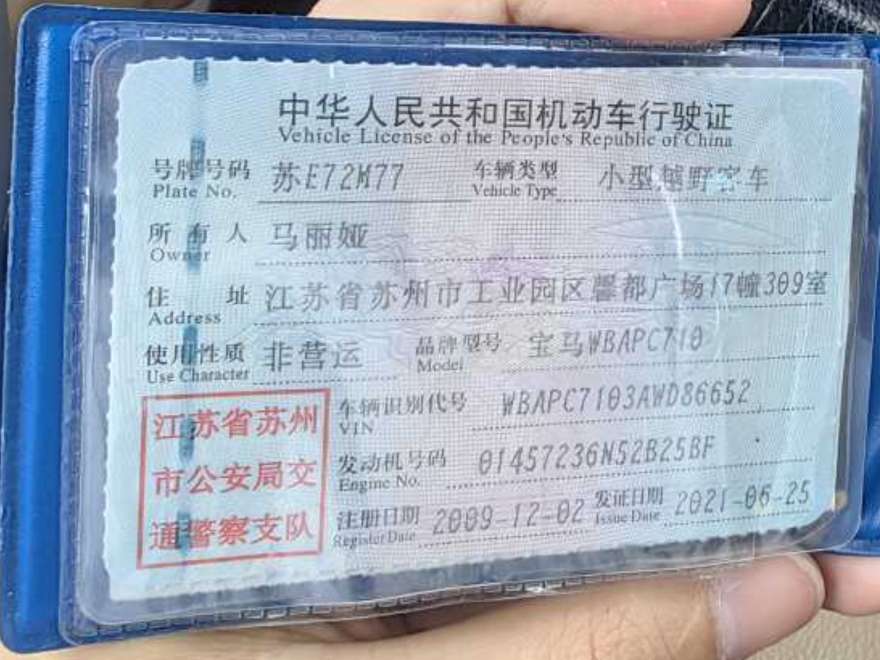 中华人民共和国机动车行驶证
Vehicle License of the People's Republic of China
号牌号码 苏E72M77 车辆类型 小型越野客车
Plate No. Vehicle Type
所有人 马丽娅
Owner
住址 江苏省苏州市工业园区馨都广场17幢309室
Address
使用性质 非营运 品牌型号 宝马WBAPC710
Use Character Model
江苏省苏州
市公安局交
通警察支队
车辆识别代号 WBAPC7103AWD86652
VIN
发动机号码 01457236N52B25BF
Engine No.
注册日期 2009-12-02 发证日期 2021-06-25
Register Date Issue Date